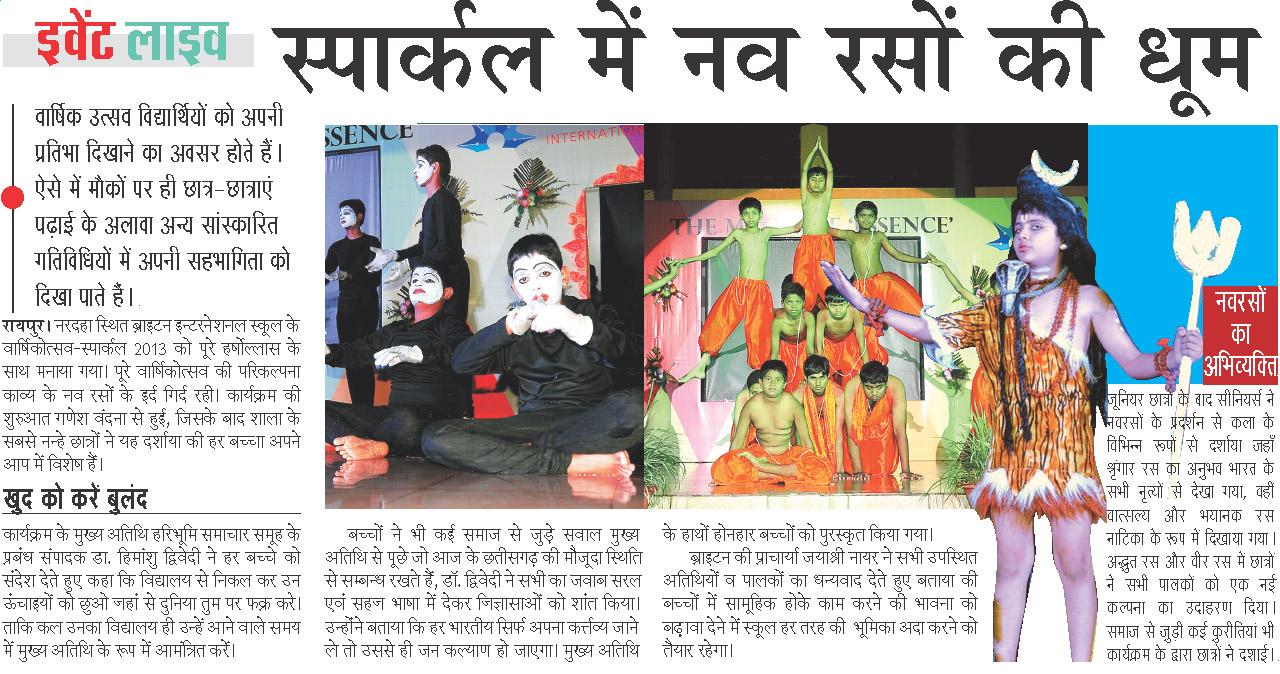 इवेंट लाइव
स्पार्कल में नव रसों की धूम
वार्षिक उत्सव विद्यार्थियों को अपनी
प्रतिभा दिखाने का अवसर होते हैं।
ऐसे में मौकों पर ही छात्र-छात्राएं
पढ़ाई के अलावा अन्य सांस्कारित
गतिविधियों में अपनी सहभागिता को
दिखा पाते हैं।
रायपुर। नरदहा स्थित ब्राइटन इन्टरनेशनल स्कूल के
वार्षिकोत्सव-स्पार्कल 2013 को पूरे हर्षोल्लास के
साथ मनाया गया। पूरे वार्षिकोत्सव की परिकल्पना
काव्य के नव रसों के इर्द गिर्द रही। कार्यक्रम की
शुरुआत गणेश वंदना से हुई, जिसके बाद शाला के
सबसे नन्हे छात्रों ने यह दर्शाया की हर बच्चा अपने
आप में विशेष हैं।
खुद को करें बुलंद
कार्यक्रम के मुख्य अतिथि हरिभूमि समाचार समूह के
प्रबंध संपादक डा. हिमांशु द्विवेदी ने हर बच्चे को
संदेश देते हुए कहा कि विद्यालय से निकल कर उन
ऊंचाइयों को छुओ जहां से दुनिया तुम पर फक्र करे।
ताकि कल उनका विद्यालय ही उन्हें आने वाले समय
में मुख्य अतिथि के रूप में आमंत्रित करें।
SSENCE
INTERNATION
THE M ESSENCE'
बच्चों ने भी कई समाज से जुड़े सवाल मुख्य
अतिथि से पूछे जो आज के छतीसगढ़ की मौजूदा स्थिति
से सम्बन्ध रखते हैं, डॉ. द्विवेदी ने सभी का जवाब सरल
एवं सहज भाषा में देकर जिज्ञासाओं को शांत किया।
उन्होंने बताया कि हर भारतीय सिर्फ अपना कर्त्तव्य जाने
ले तो उससे ही जन कल्याण हो जाएगा। मुख्य अतिथि
के हाथों होनहार बच्चों को पुरस्कृत किया गया।
ब्राइटन की प्राचार्या जयाश्री नायर ने सभी उपस्थित
अतिथियों व पालकों का धन्यवाद देते हुए बताया की
बच्चों में सामूहिक होके काम करने की भावना को
बढ़ावा देने में स्कूल हर तरह की भूमिका अदा करने को
तैयार रहेगा।
नवरसों
का
अभिव्यक्ति
जूनियर छात्रों के बाद सीनियर्स ने
नवरसों के प्रदर्शन से कला के
विभिन्न रूपों से दर्शाया जहाँ
श्रृंगार रस का अनुभव भारत के
सभी नृत्यों से देखा गया, वहीं
वात्सल्य और भयानक रस
नाटिका के रूप में दिखाया गया।
अद्भुत रस और वीर रस में छात्रों
ने सभी पालकों को एक नई
कल्पना का उदाहरण दिया।
समाज से जुड़ी कई कुरीतियां भी
कार्यक्रम के द्वारा छात्रों ने दर्शाई।